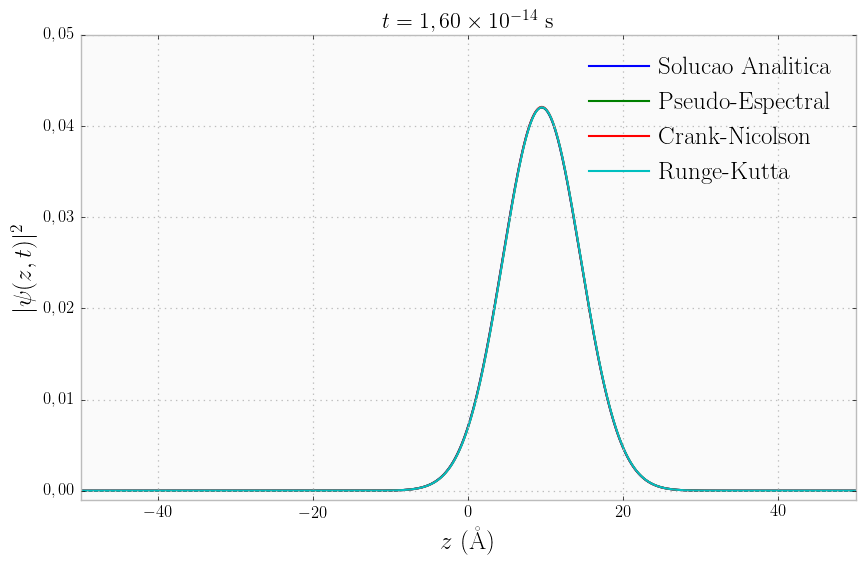 t = 1,60 × 10⁻¹⁴ s
0,05
0,04
0,03
0,02
0,01
0,00
|ψ(z, t)|²
Solucao Analitica
Pseudo-Espectral
Crank-Nicolson
Runge-Kutta
−40 −20 0 20 40
z (Å)